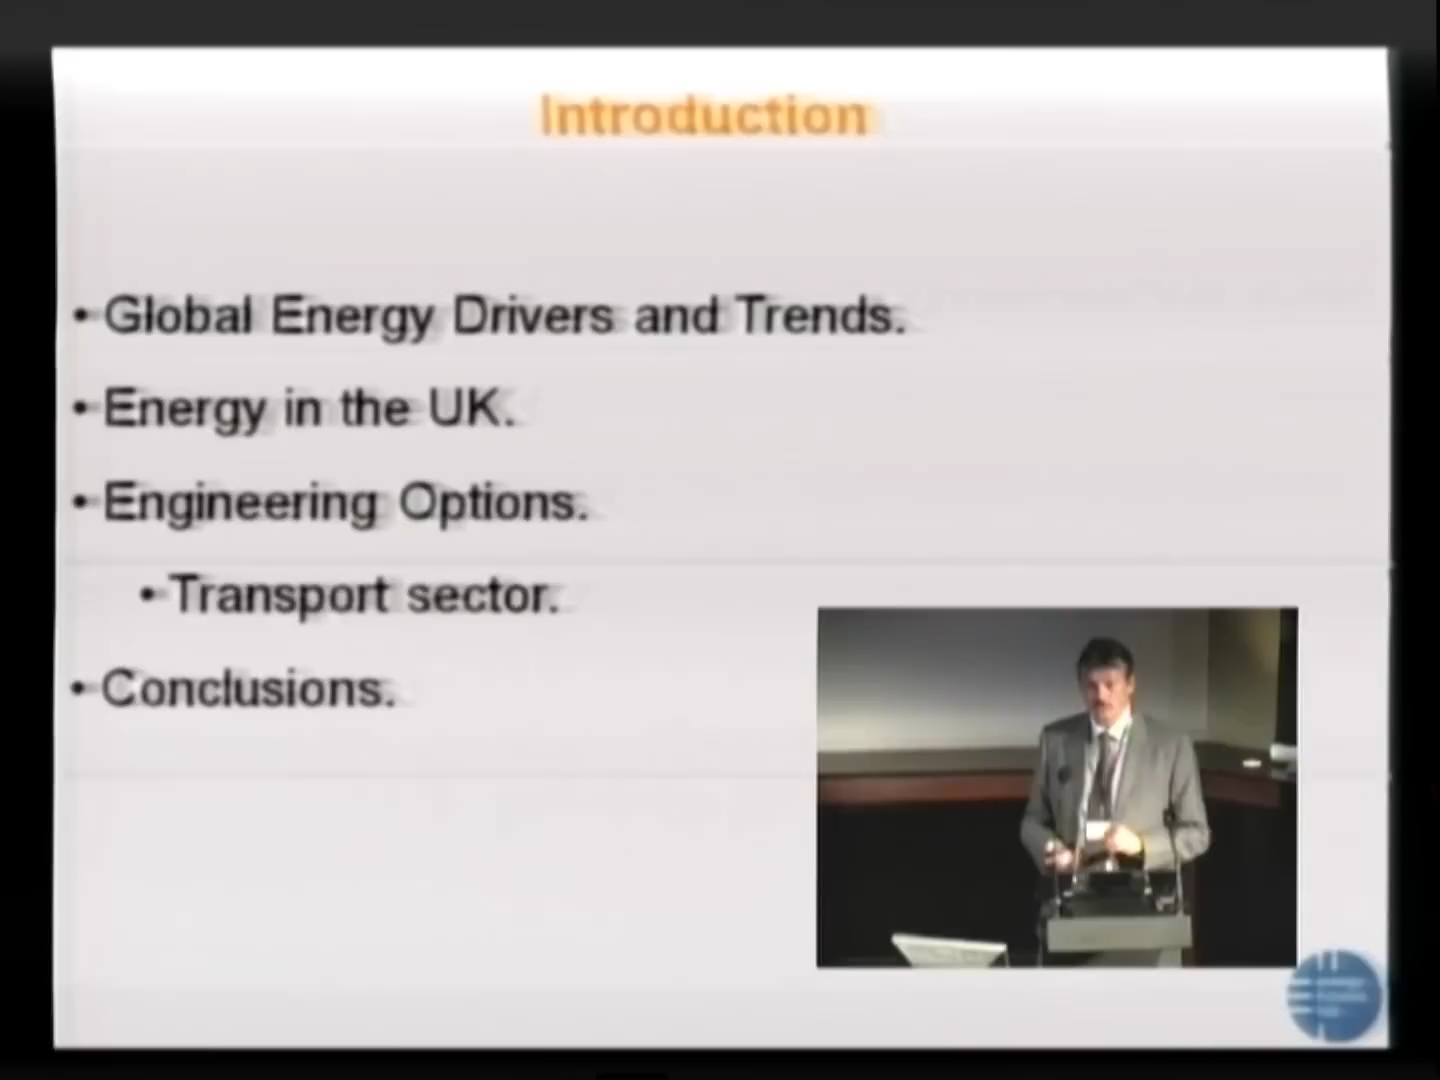 Introduction
• Global Energy Drivers and Trends.
• Energy in the UK.
• Engineering Options.
• Transport sector.
• Conclusions.